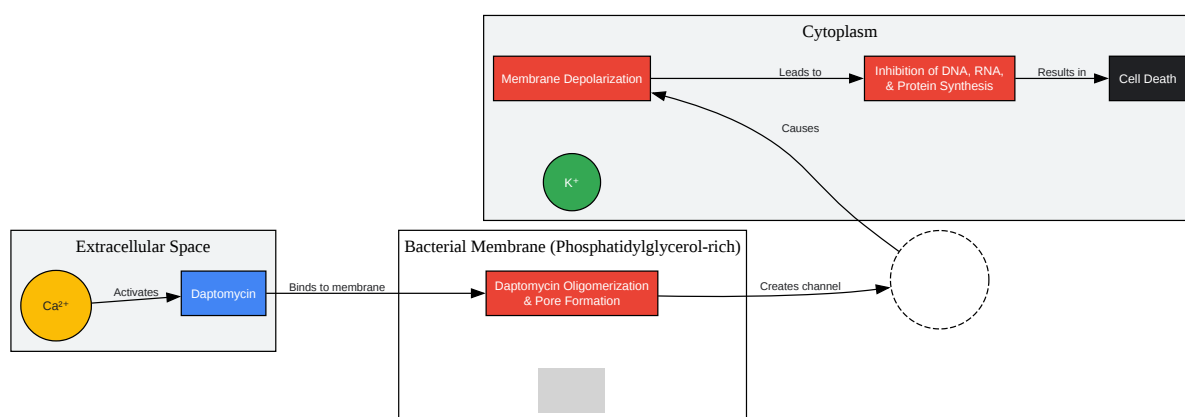 Cytoplasm
Membrane Depolarization
Leads to
Inhibition of DNA, RNA,
& Protein Synthesis
Results in
Cell Death
Causes
K⁺
Extracellular Space
Ca²⁺
Activates
Daptomycin
Binds to membrane
Bacterial Membrane (Phosphatidylglycerol-rich)
Daptomycin Oligomerization
& Pore Formation
Creates channel